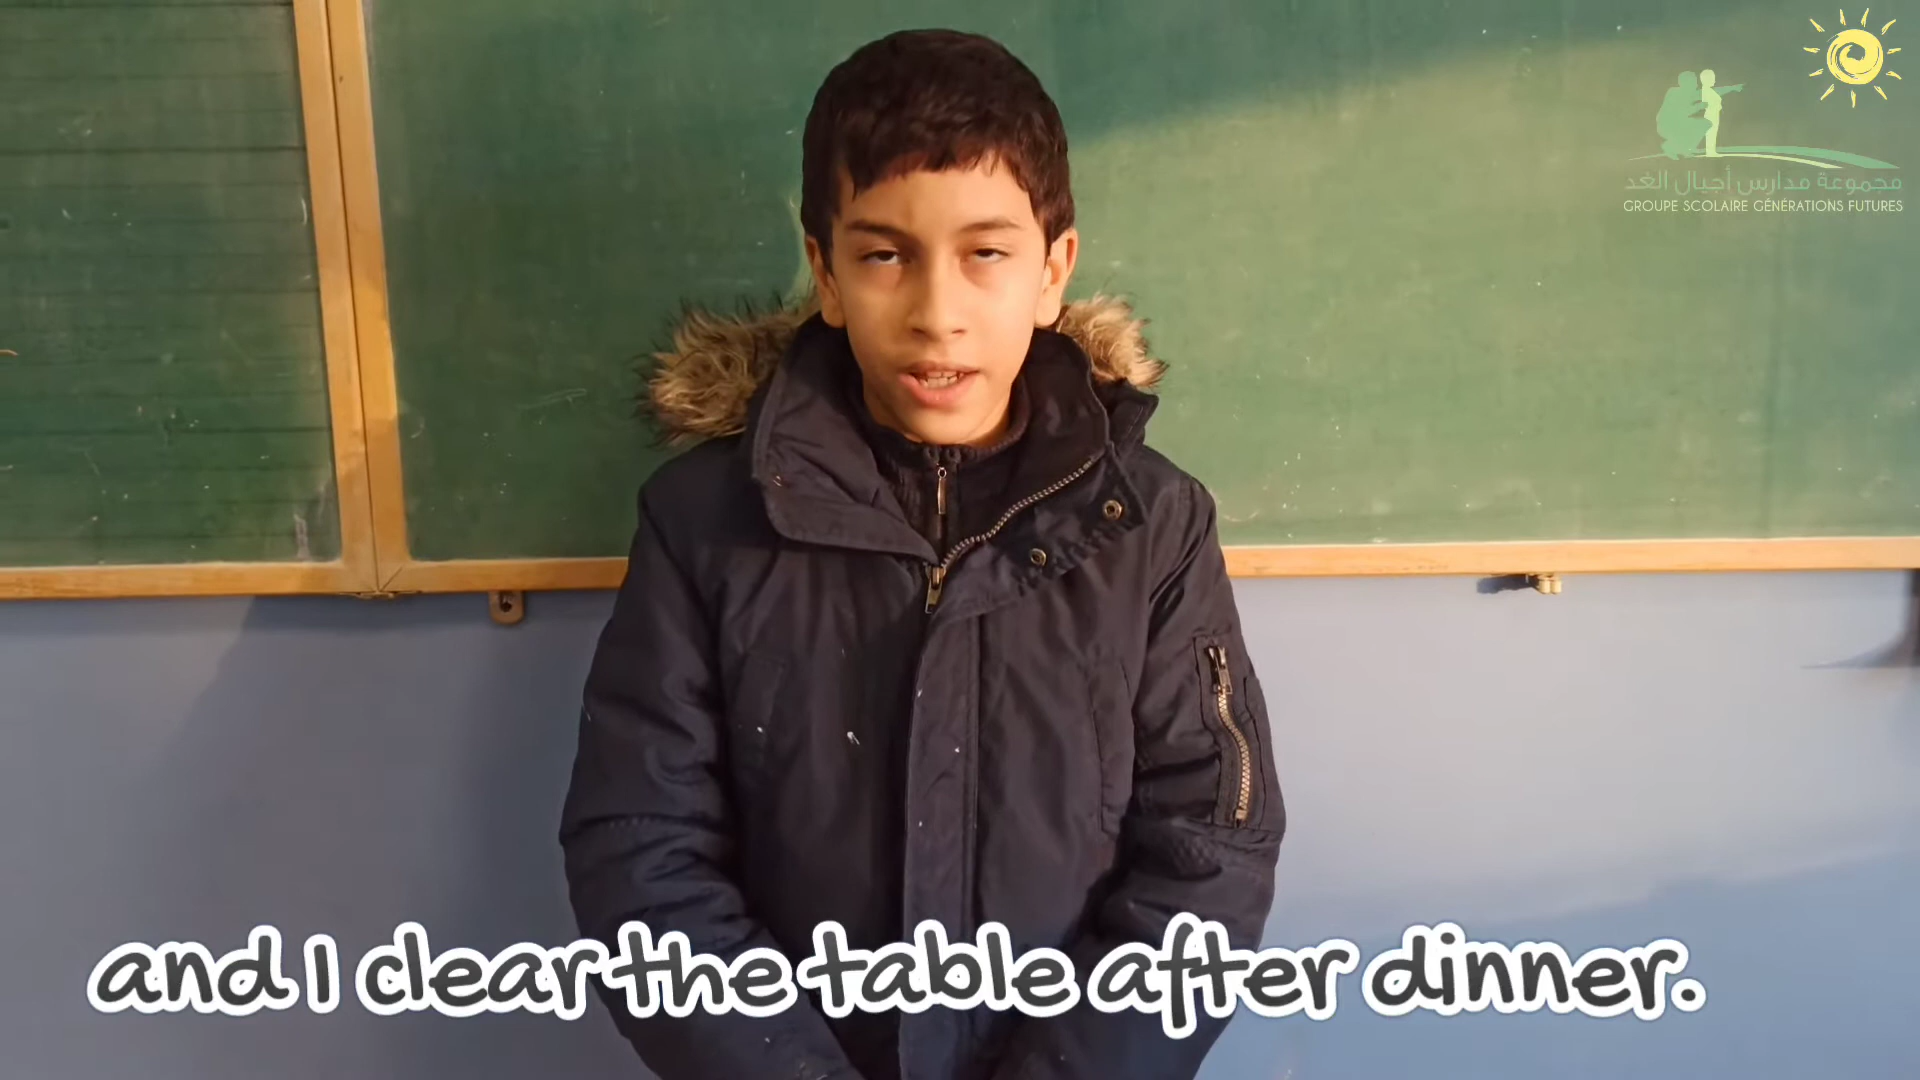 مجموعة مدارس أجيال الغد
GROUPE SCOLAIRE GÉNÉRATIONS FUTURES
and I clear the table after dinner.